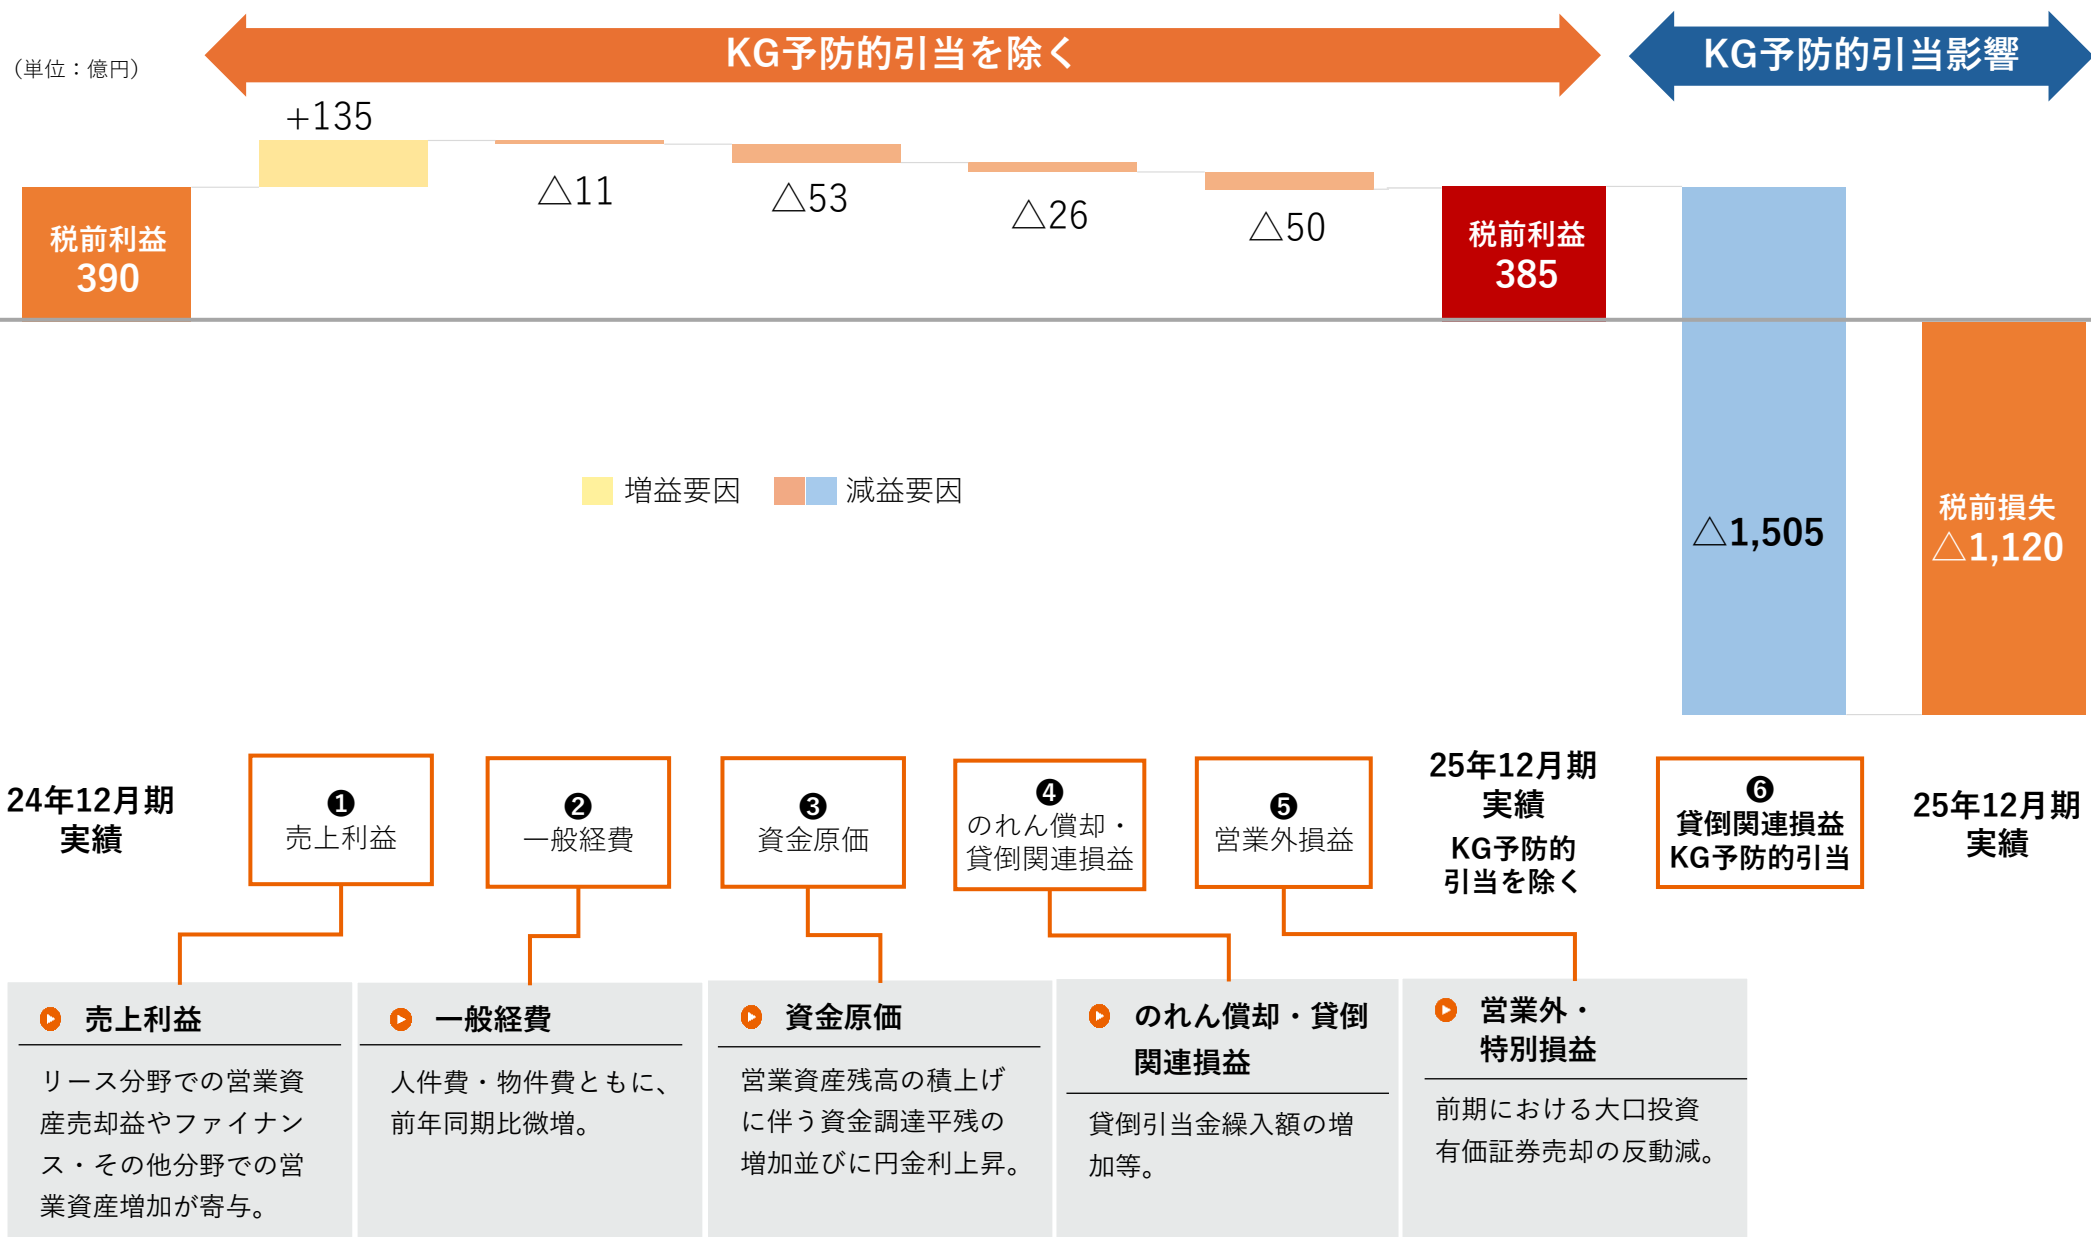 KG予防的引当を除く
KG予防的引当影響
（単位：億円）
+135
△11
△53
△26
△50
税前利益
390
税前利益
385
△1,505
税前損失
△1,120
増益要因
減益要因
24年12月期
実績
❶
売上利益
❷
一般経費
❸
資金原価
❹
のれん償却・
貸倒関連損益
❺
営業外損益
25年12月期
実績
KG予防的
引当を除く
❻
貸倒関連損益
KG予防的引当
25年12月期
実績
売上利益
リース分野での営業資
産売却益やファイナン
ス・その他分野での営
業資産増加が寄与。
一般経費
人件費・物件費ともに、
前年同期比微増。
資金原価
営業資産残高の積上げ
に伴う資金調達平残の
増加並びに円金利上昇。
のれん償却・貸倒
関連損益
貸倒引当金繰入額の増
加等。
営業外・
特別損益
前期における大口投資
有価証券売却の反動減。